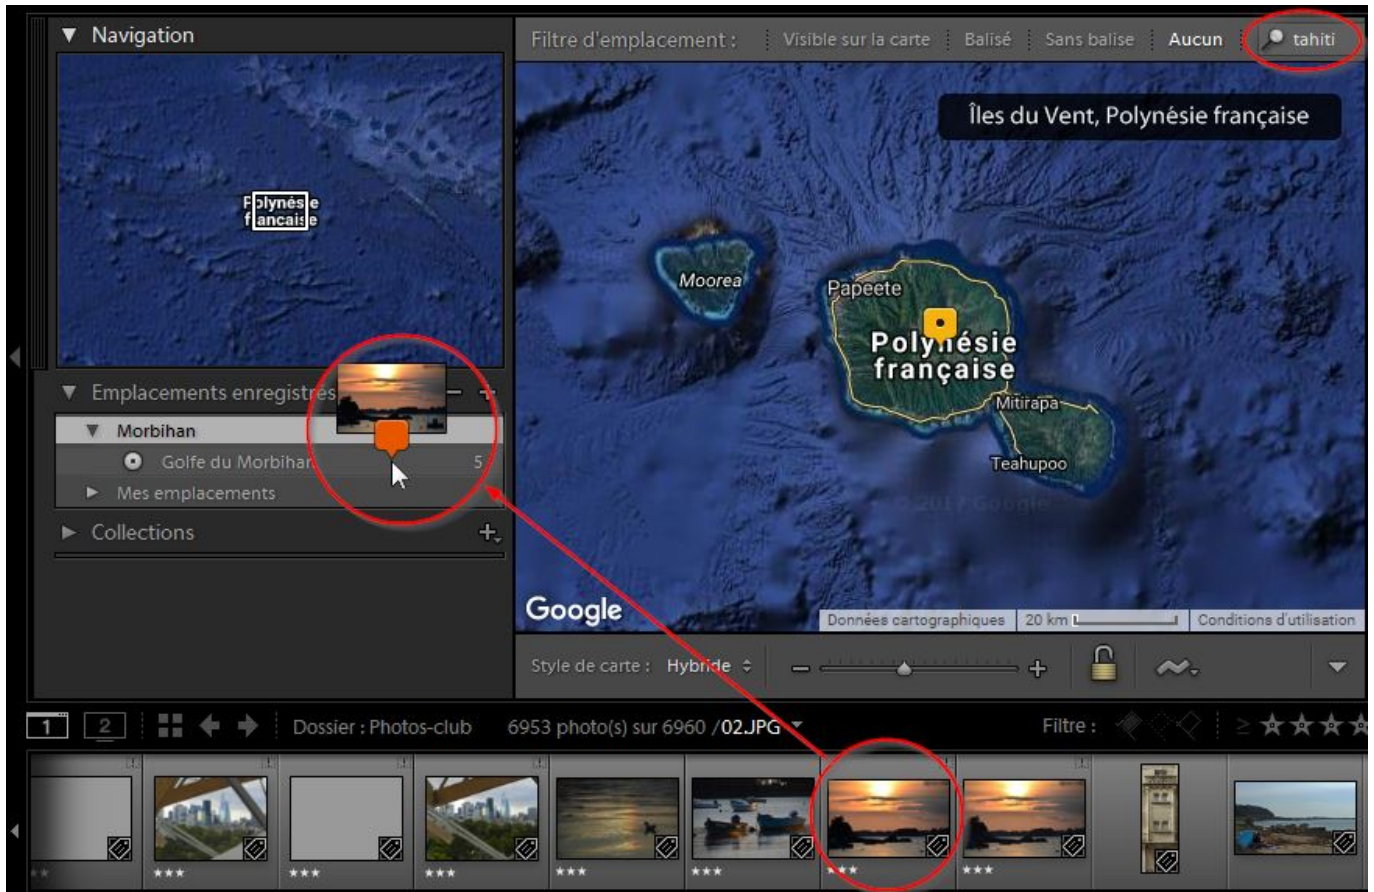 Navigation
Polynésie
française
Emplacements enregistrés
Morbihan
Golfe du Morbihan 5
Mes emplacements
Collections
Filtre d'emplacement : Visible sur la carte Balisé Sans balise Aucun tahiti
Îles du Vent, Polynésie française
Moorea
Papeete
Polynésie
française
Mitirapa
Teahupoo
© 2017 Google
Google
Données cartographiques 20 km Conditions d'utilisation
Style de carte : Hybride
1 2 Dossier : Photos-club 6953 photo(s) sur 6960 /02.JPG Filtre :